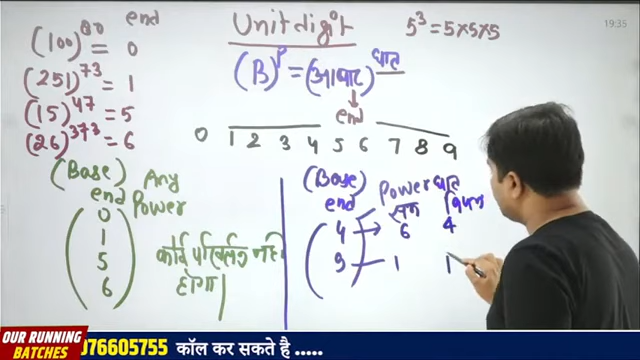 Unit digit
5³ = 5×5×5
19:35
end
(100)⁸⁰ = 0
(251)⁷³ = 1
(15)⁴⁷ = 5
(26)³⁷³ = 6
(B)ᴾ = (आधार)घात
end
0 1 2 3 4 5 6 7 8 9
(Base) Any
end Power
0
1
5
6
कोई परिवर्तन नहीं
होगा
(Base) Power घात
end सम विषम
4 → 6 4
9 — 1 1
OUR RUNNING
BATCHES
076605755 कॉल कर सकते है .....